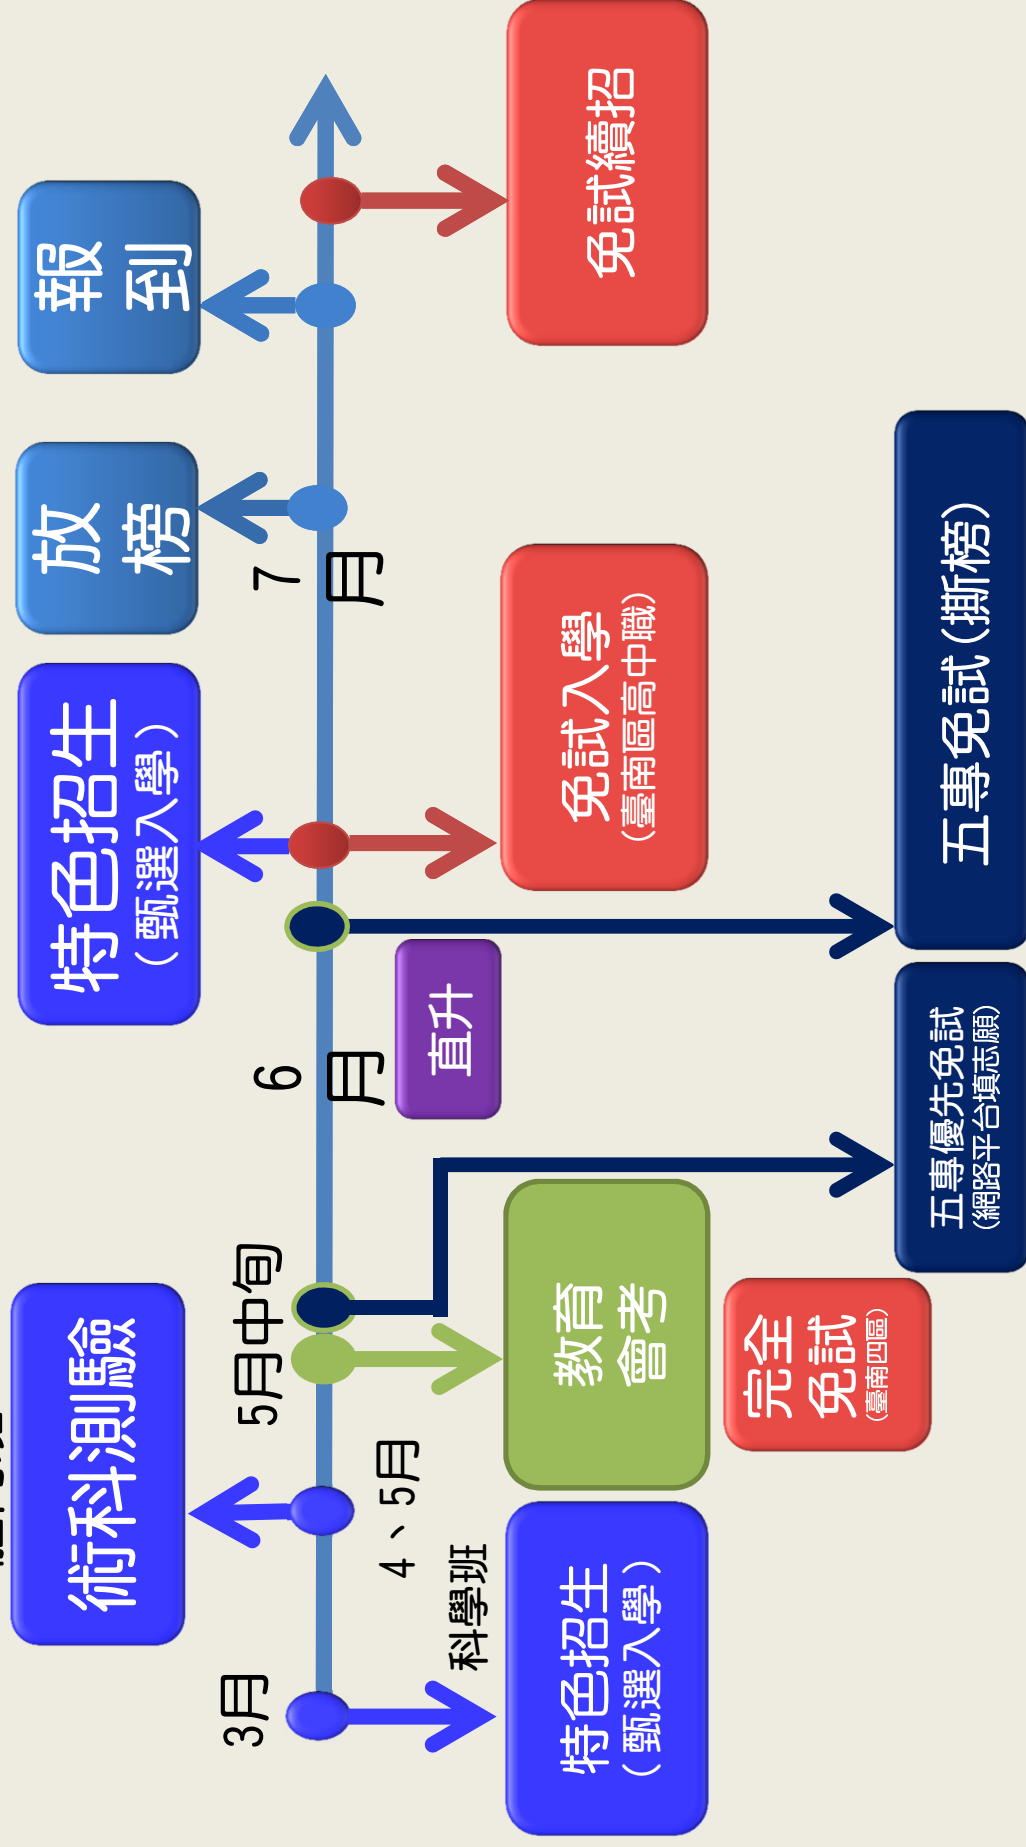 術科測驗
特色招生
（甄選入學）
放榜
報到
3月
5月中旬
6月
7月
4、5月
科學班
直升
特色招生
（甄選入學）
教育
會考
免試入學
（臺南區高中職）
免試續招
完全
免試
（臺南四區）
五專優先免試
（網路平台填志願）
五專免試（撕榜）